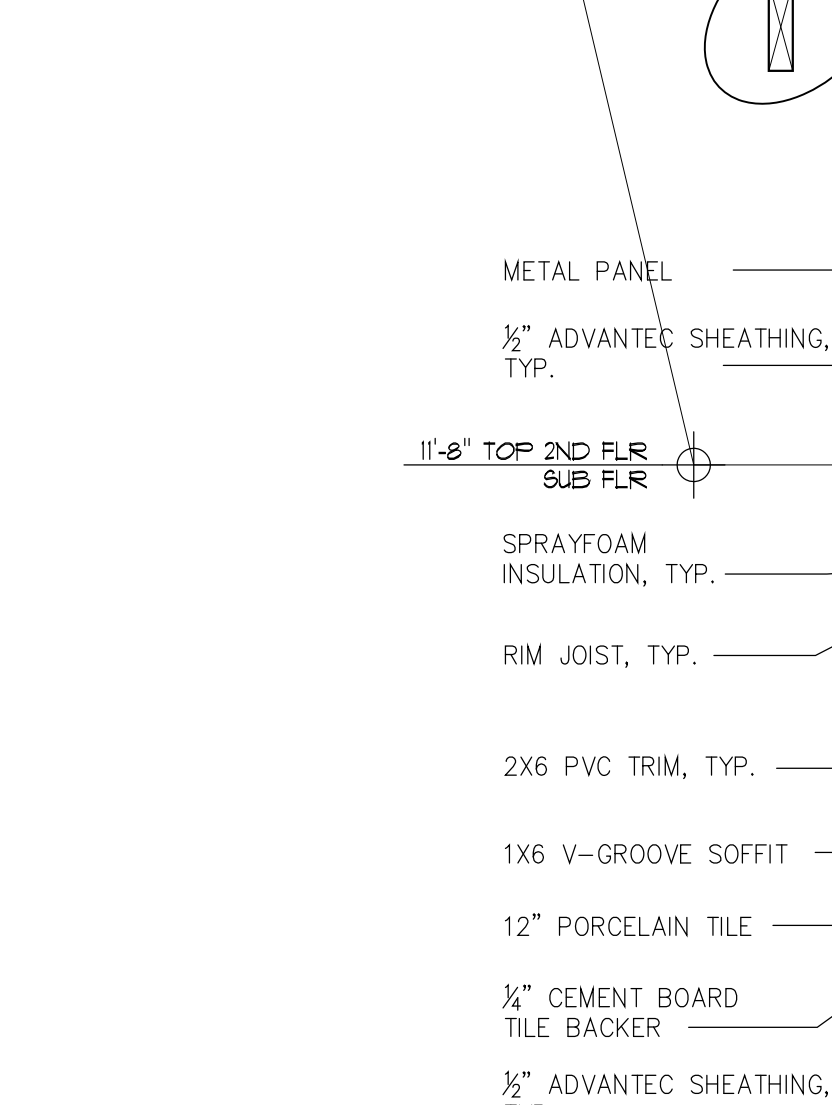 METAL PANEL
½” ADVANTEC SHEATHING,
TYP.
11'-8" TOP 2ND FLR
SUB FLR
SPRAYFOAM
INSULATION, TYP.
RIM JOIST, TYP.
2X6 PVC TRIM, TYP.
1X6 V-GROOVE SOFFIT
12” PORCELAIN TILE
¼” CEMENT BOARD
TILE BACKER
½” ADVANTEC SHEATHING,